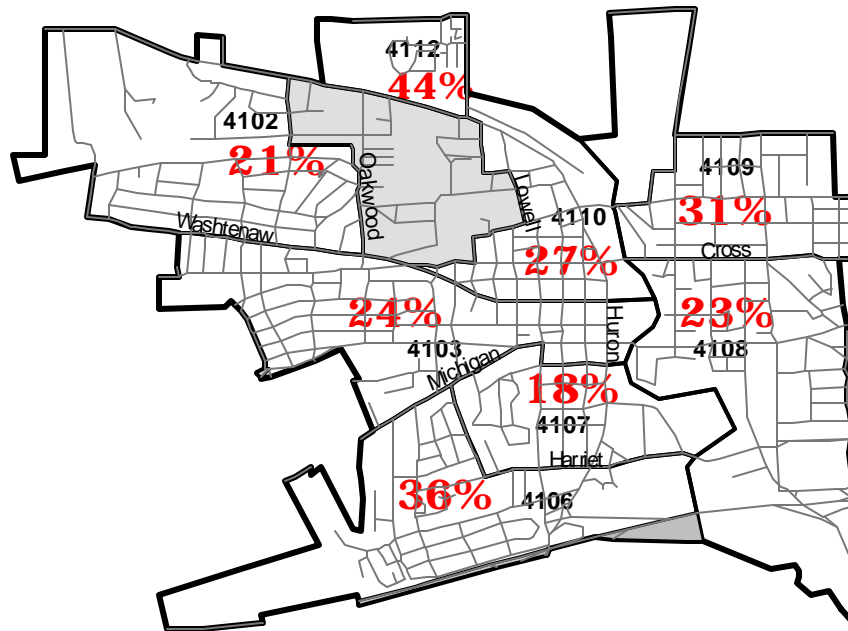 4112
44%
4102
21%
Oakwood
Lowell
4109
31%
Washtenaw
4110
27%
Cross
24%
4103
Huron
23%
4108
Michigan
18%
4107
Harriet
36%
4106